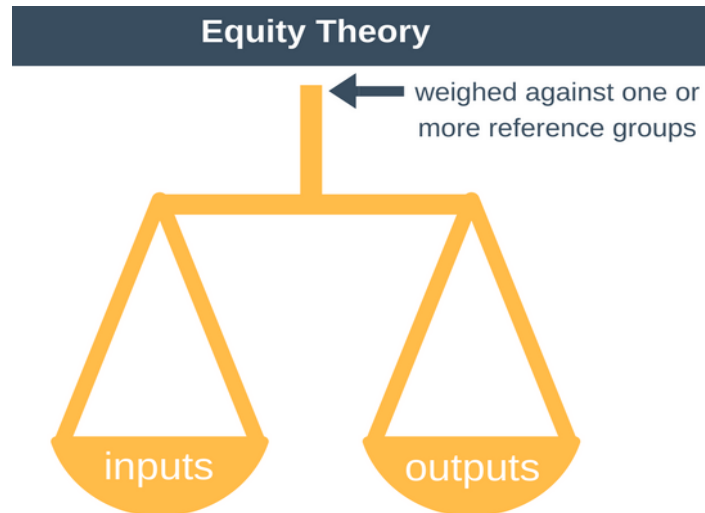 Equity Theory
weighed against one or
more reference groups
inputs
outputs